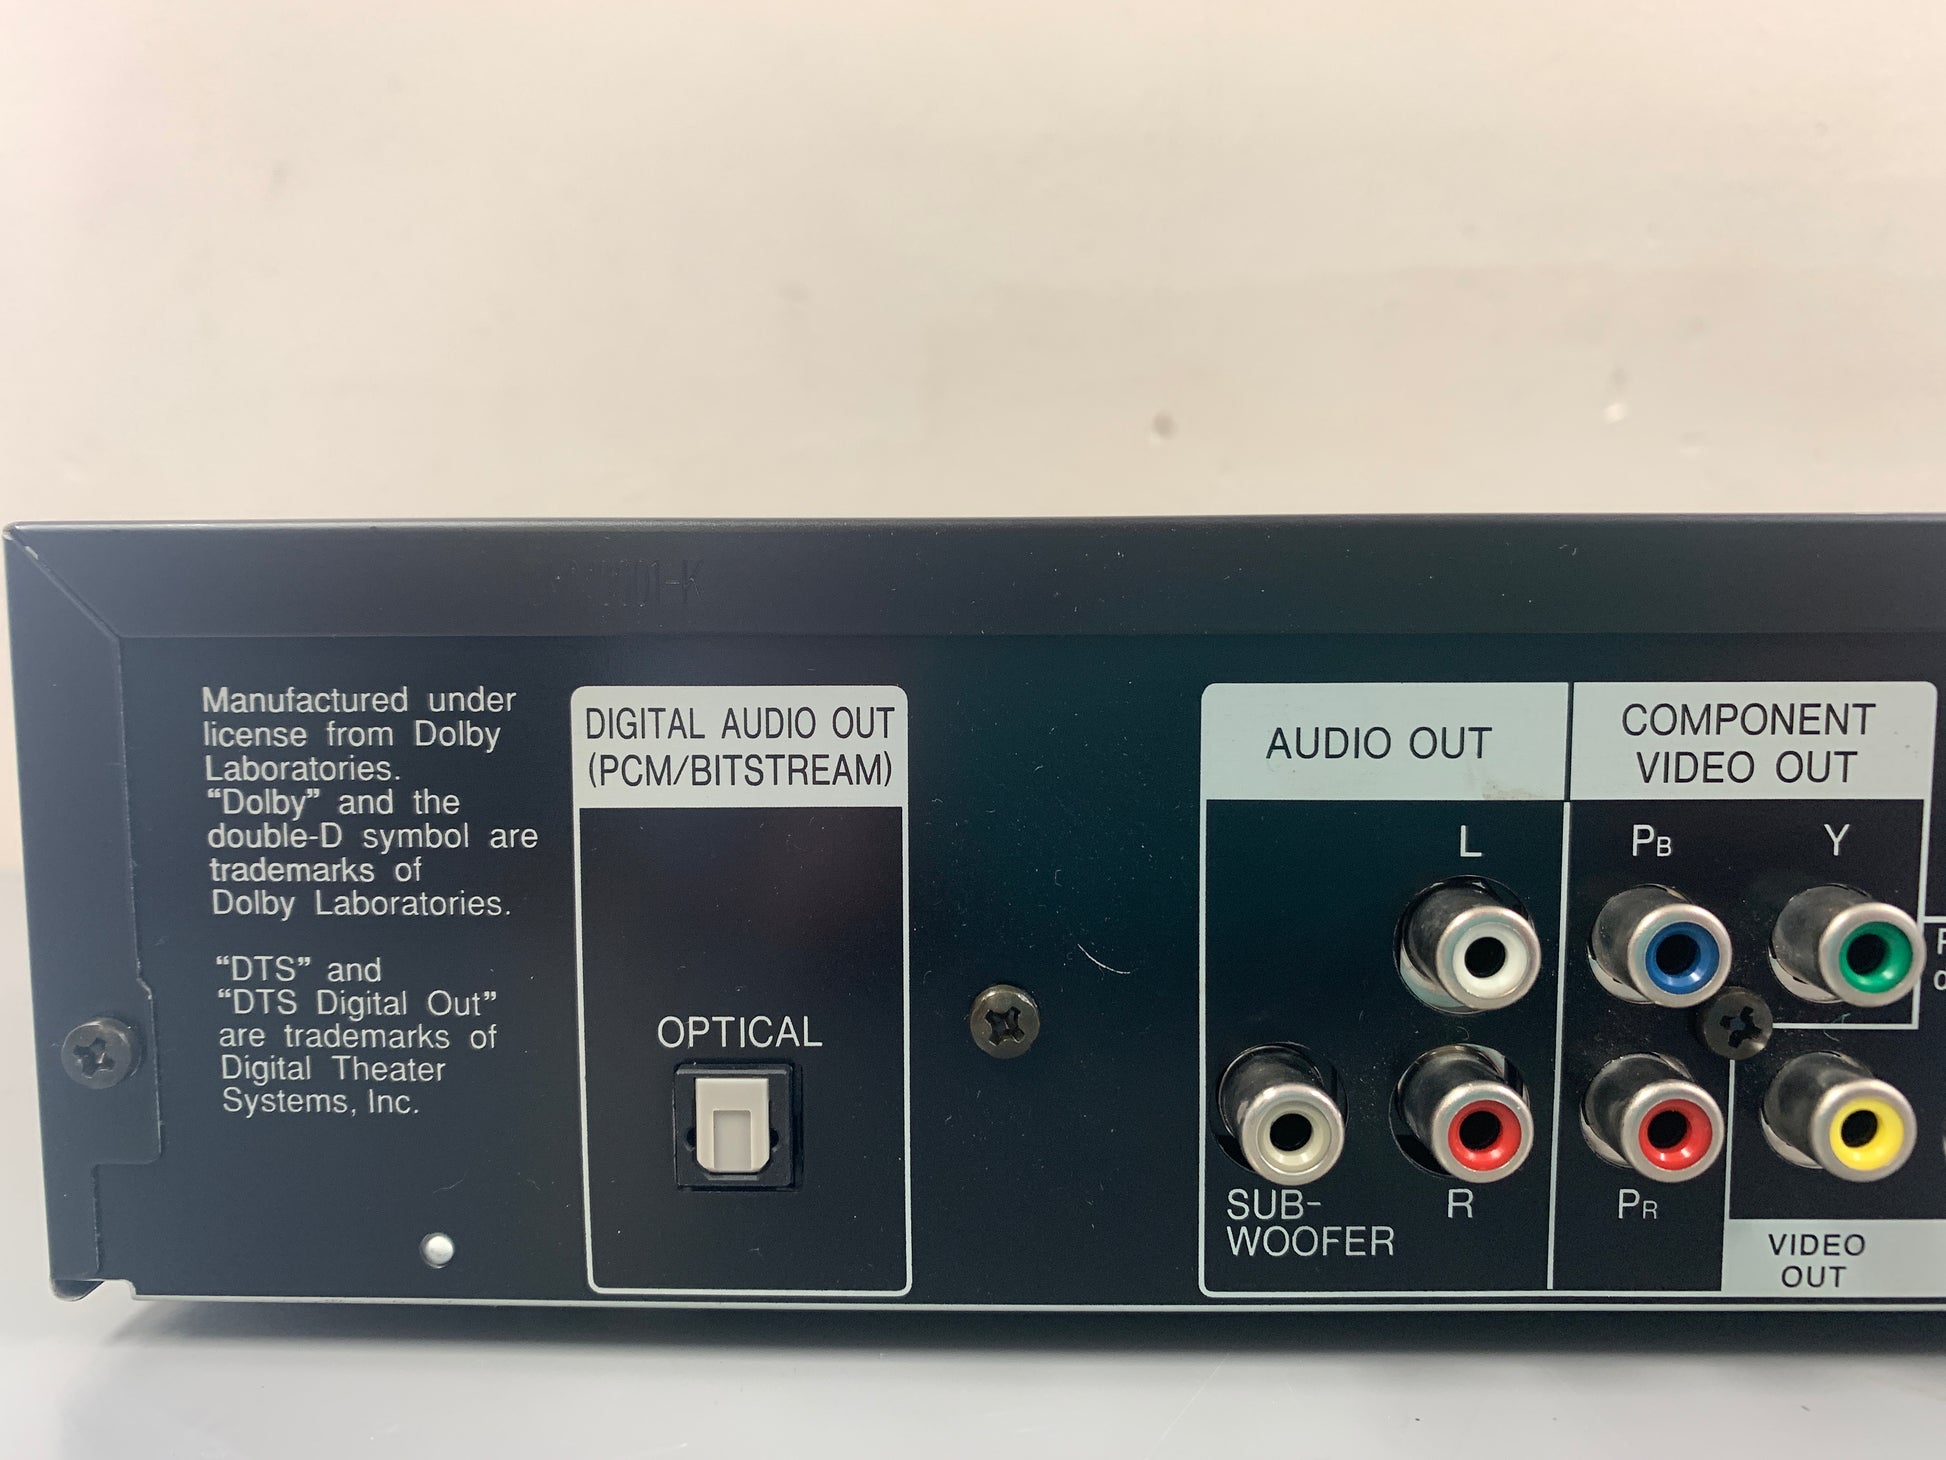 Manufactured under
license from Dolby
Laboratories.
“Dolby” and the
double-D symbol are
trademarks of
Dolby Laboratories.
“DTS” and
“DTS Digital Out”
are trademarks of
Digital Theater
Systems, Inc.
DIGITAL AUDIO OUT
(PCM/BITSTREAM)
OPTICAL
AUDIO OUT
L
SUB-
WOOFER
R
COMPONENT
VIDEO OUT
PB
Y
PR
VIDEO
OUT